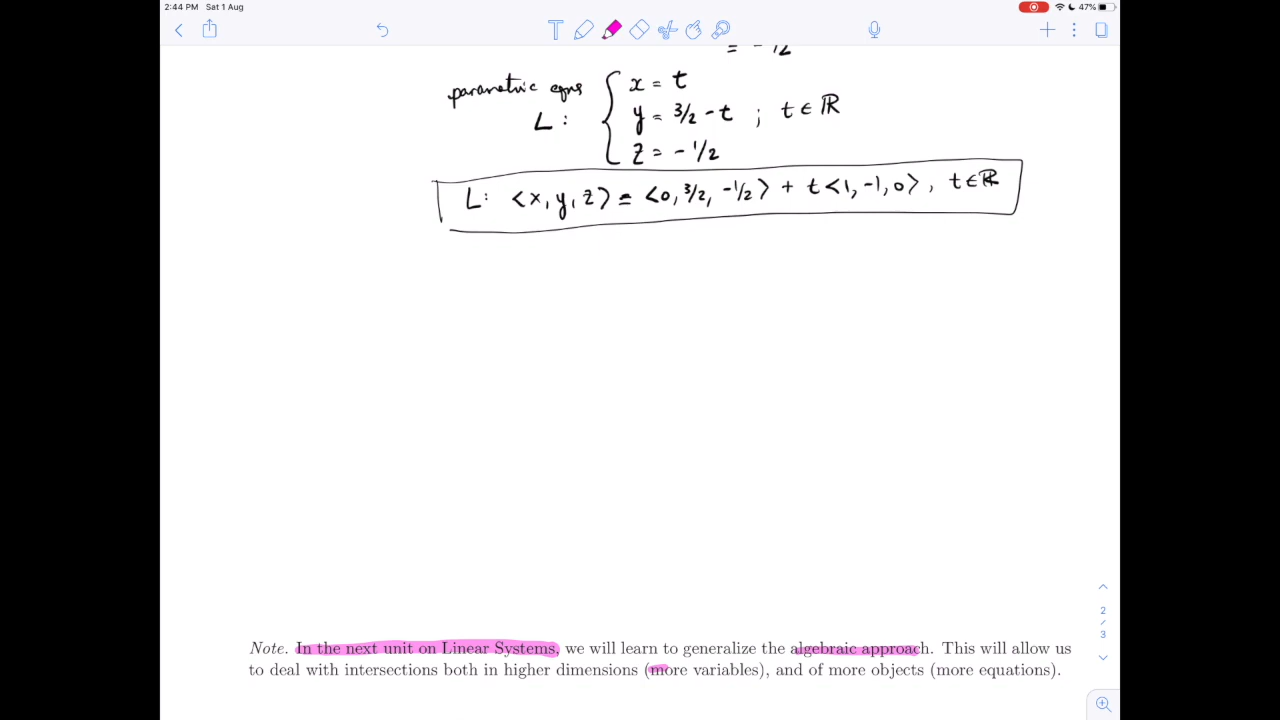 2:44 PM Sat 1 Aug 47%
= - 1/2
parametric eqns
x = t
L : y = 3/2 - t ; t ∈ ℝ
z = - 1/2
L: <x, y, z> = <0, 3/2, -1/2> + t<1, -1, 0>, t ∈ ℝ
2
/
3
Note. In the next unit on Linear Systems, we will learn to generalize the algebraic approach. This will allow us
to deal with intersections both in higher dimensions (more variables), and of more objects (more equations).